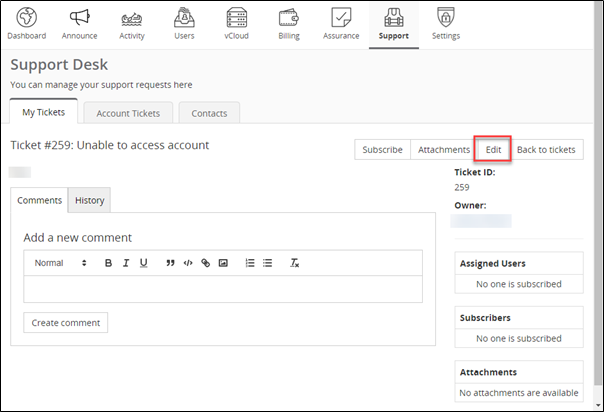 Dashboard Announce Activity Users vCloud Billing Assurance Support Settings
Support Desk
You can manage your support requests here
My Tickets Account Tickets Contacts
Ticket #259: Unable to access account
Subscribe Attachments Edit Back to tickets
Ticket ID:
259
Owner:
Comments History
Add a new comment
Normal B I U
Create comment
Assigned Users
No one is subscribed
Subscribers
No one is subscribed
Attachments
No attachments are available